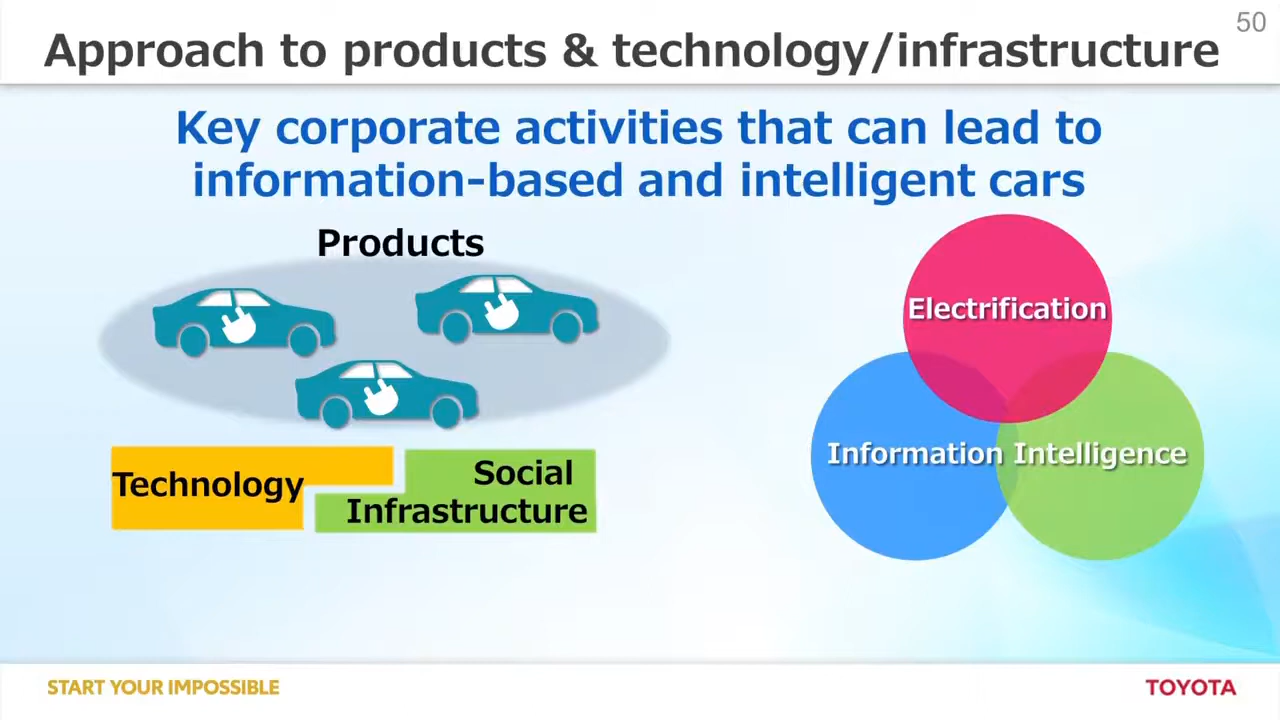 50
Approach to products & technology/infrastructure
Key corporate activities that can lead to
information-based and intelligent cars
Products
Technology
Social
Infrastructure
Electrification
Information
Intelligence
START YOUR IMPOSSIBLE
TOYOTA